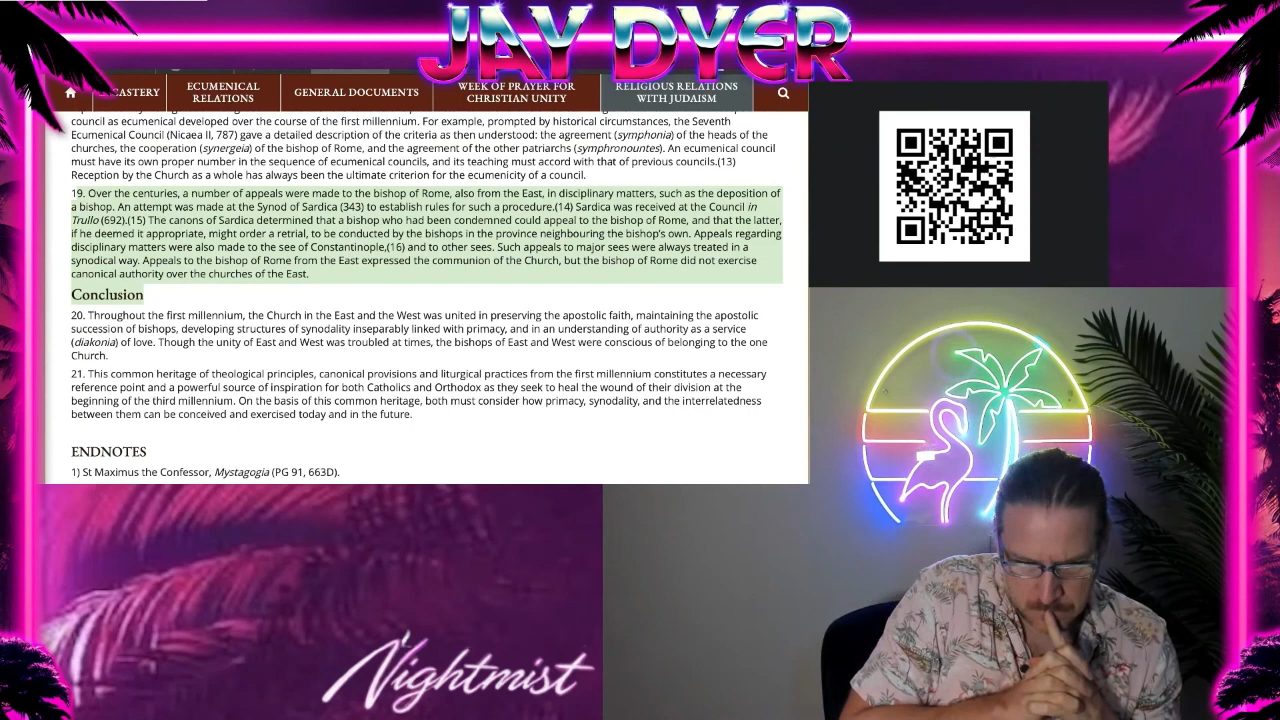 JAY DYER
ECUMENICAL RELATIONS
GENERAL DOCUMENTS
WEEK OF PRAYER FOR CHRISTIAN UNITY
RELIGIOUS RELATIONS WITH JUDAISM
council as ecumenical developed over the course of the first millennium. For example, prompted by historical circumstances, the Seventh
Ecumenical Council (Nicaea II, 787) gave a detailed description of the criteria as then understood: the agreement (symphonia) of the heads of the
churches, the cooperation (synergeia) of the bishop of Rome, and the agreement of the other patriarchs (symphronountes). An ecumenical council
must have its own proper number in the sequence of ecumenical councils, and its teaching must accord with that of previous councils.(13)
Reception by the Church as a whole has always been the ultimate criterion for the ecumenicity of a council.
19. Over the centuries, a number of appeals were made to the bishop of Rome, also from the East, in disciplinary matters, such as the deposition of
a bishop. An attempt was made at the Synod of Sardica (343) to establish rules for such a procedure.(14) Sardica was received at the Council in
Trullo (692).(15) The canons of Sardica determined that a bishop who had been condemned could appeal to the bishop of Rome, and that the latter,
if he deemed it appropriate, might order a retrial, to be conducted by the bishops in the province neighbouring the bishop's own. Appeals regarding
disciplinary matters were also made to the see of Constantinople,(16) and to other sees. Such appeals to major sees were always treated in a
synodical way. Appeals to the bishop of Rome from the East expressed the communion of the Church, but the bishop of Rome did not exercise
canonical authority over the churches of the East.
Conclusion
20. Throughout the first millennium, the Church in the East and the West was united in preserving the apostolic faith, maintaining the apostolic
succession of bishops, developing structures of synodality inseparably linked with primacy, and in an understanding of authority as a service
(diakonia) of love. Though the unity of East and West was troubled at times, the bishops of East and West were conscious of belonging to the one
Church.
21. This common heritage of theological principles, canonical provisions and liturgical practices from the first millennium constitutes a necessary
reference point and a powerful source of inspiration for both Catholics and Orthodox as they seek to heal the wound of their division at the
beginning of the third millennium. On the basis of this common heritage, both must consider how primacy, synodality, and the interrelatedness
between them can be conceived and exercised today and in the future.
ENDNOTES
1) St Maximus the Confessor, Mystagogia (PG 91, 663D).
Nightmist